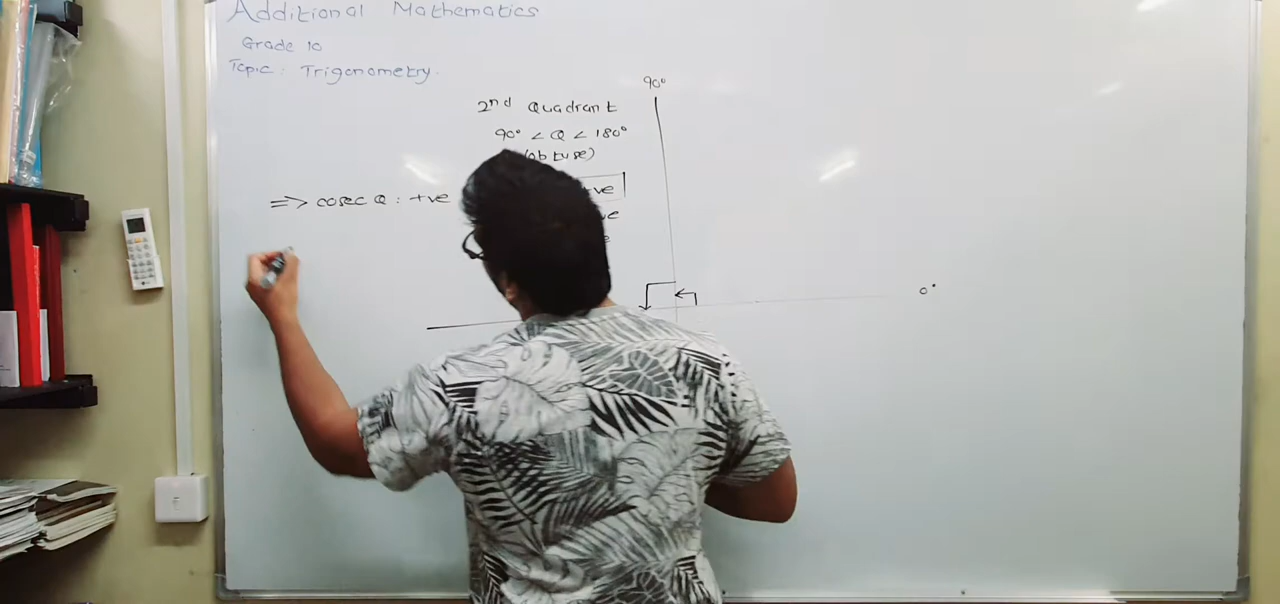 Additional Mathematics
Grade 10
Topic: Trigonometry.
90°
2nd Quadrant
90° < Q < 180°
(obtuse)
=> cosec Q : +ve
0°